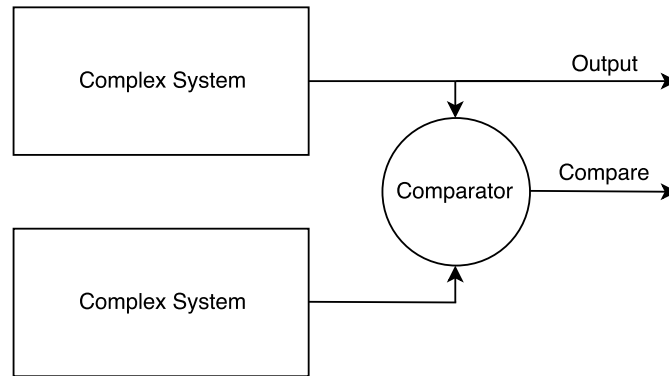 Complex System
Output
Comparator
Compare
Complex System